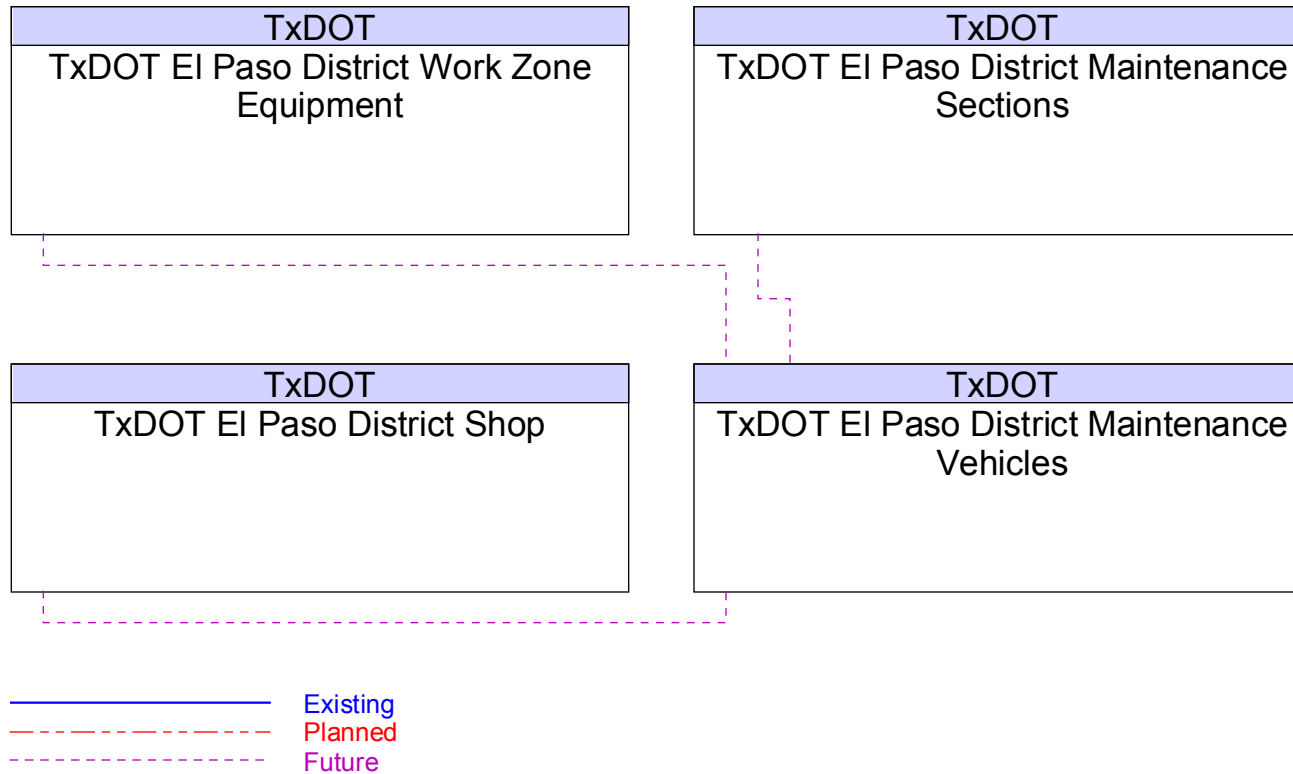 TxDOT
TxDOT El Paso District Work Zone
Equipment
TxDOT
TxDOT El Paso District Maintenance
Sections
TxDOT
TxDOT El Paso District Shop
TxDOT
TxDOT El Paso District Maintenance
Vehicles
Existing
Planned
Future